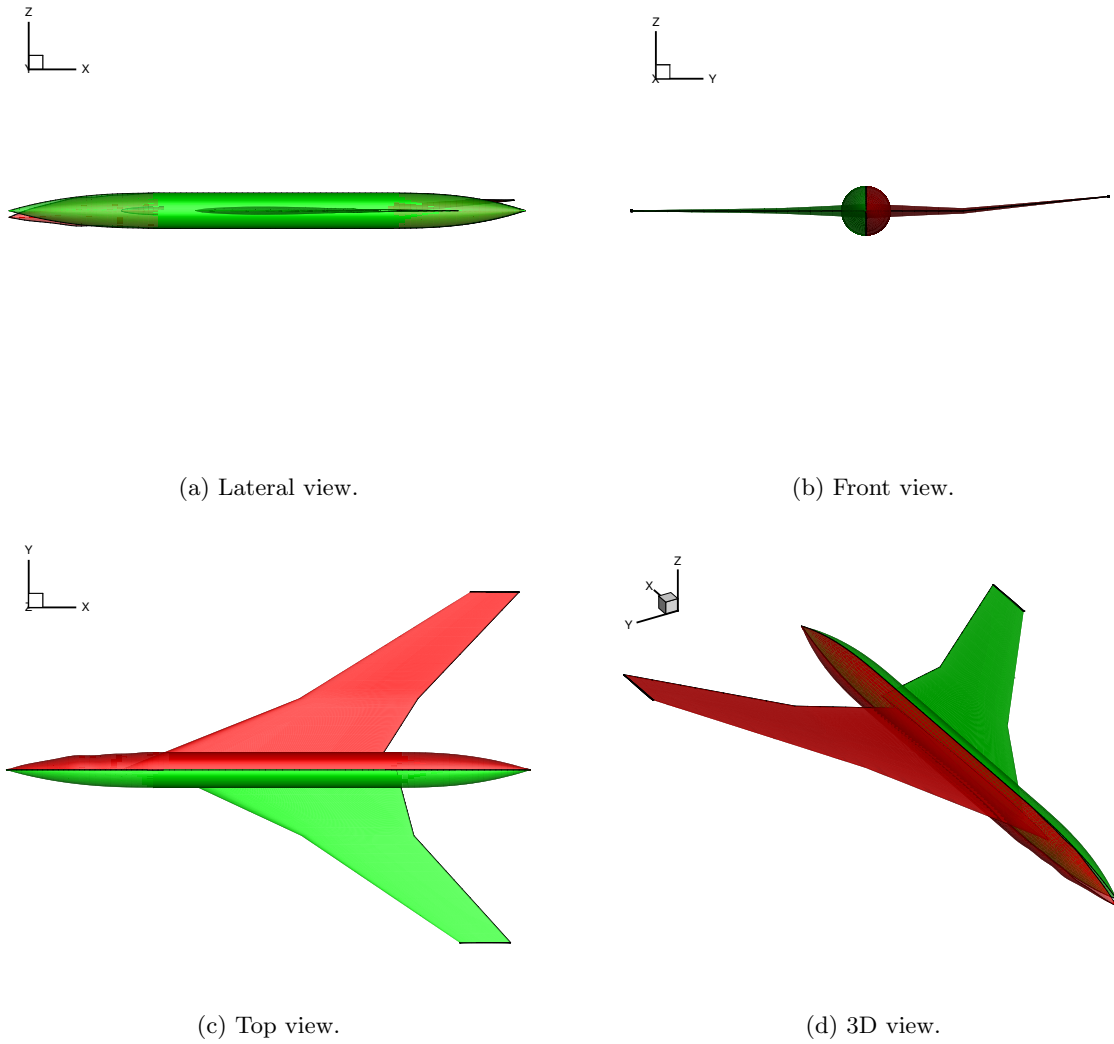 Z
Y X
Z
X Y
(a) Lateral view.
(b) Front view.
Y
Z X
Z
X
Y
(c) Top view.
(d) 3D view.